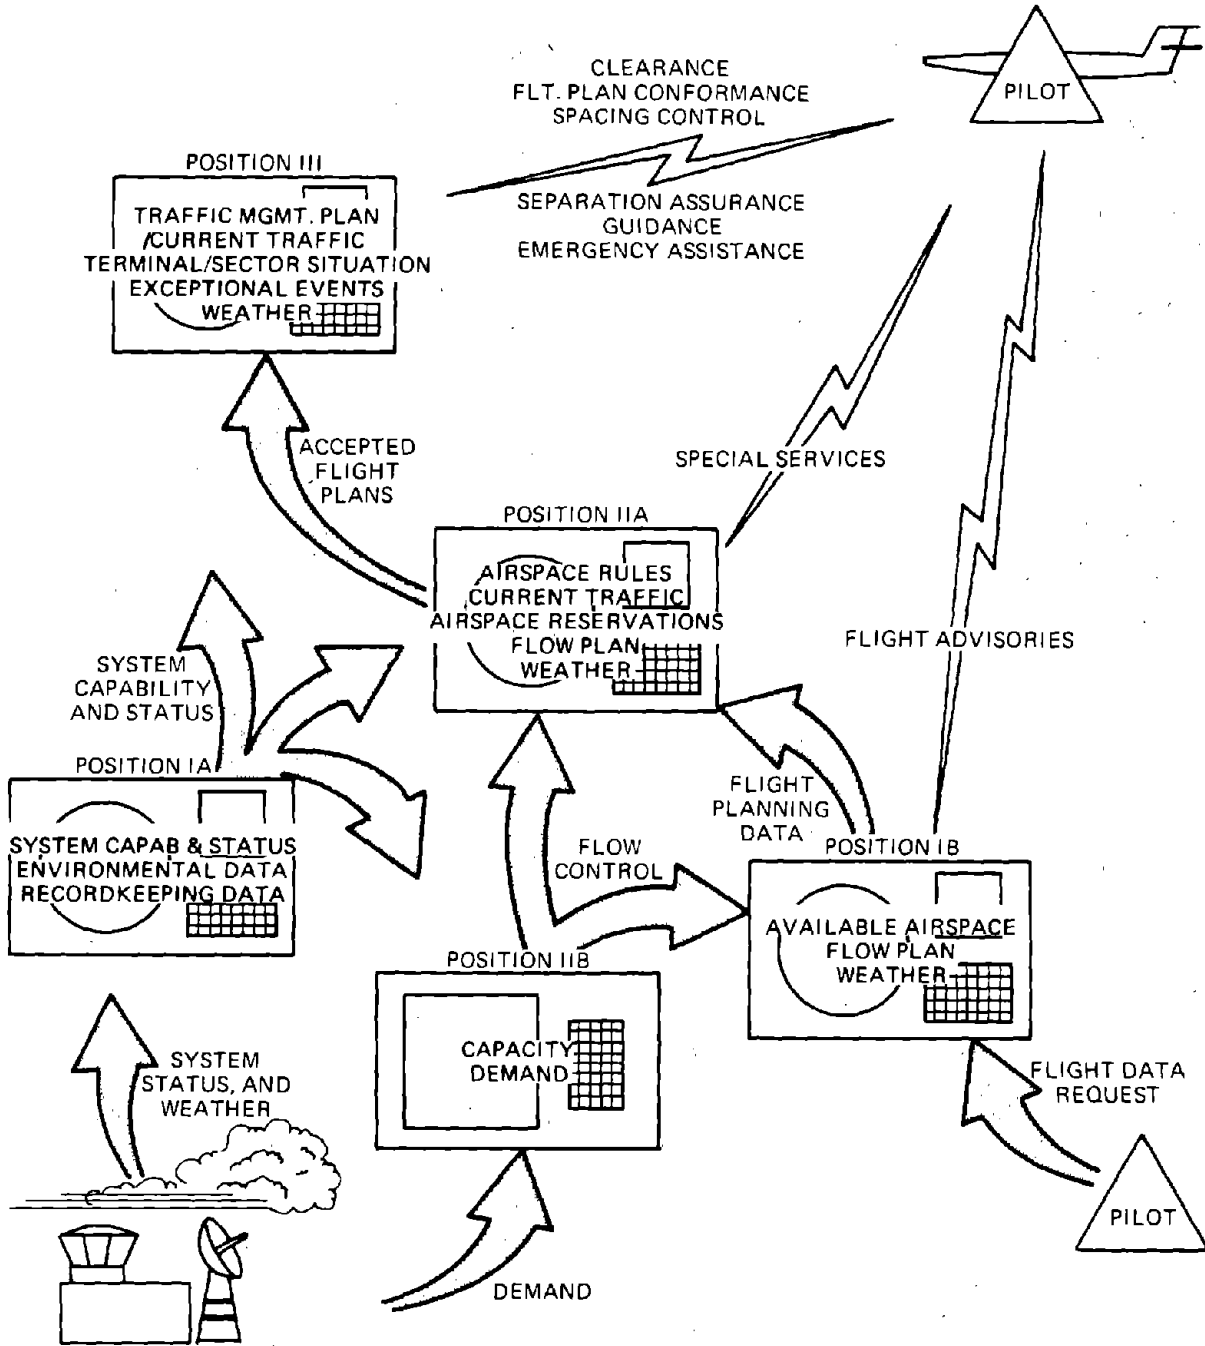 CLEARANCE
FLT. PLAN CONFORMANCE
SPACING CONTROL
PILOT
POSITION III
TRAFFIC MGMT. PLAN
/CURRENT TRAFFIC
TERMINAL/SECTOR SITUATION
EXCEPTIONAL EVENTS
WEATHER
SEPARATION ASSURANCE
GUIDANCE
EMERGENCY ASSISTANCE
ACCEPTED
FLIGHT
PLANS
SPECIAL SERVICES
POSITION IIA
AIRSPACE RULES
CURRENT TRAFFIC
AIRSPACE RESERVATIONS
FLOW PLAN
WEATHER
FLIGHT ADVISORIES
SYSTEM
CAPABILITY
AND STATUS
POSITION IA
SYSTEM CAPAB & STATUS
ENVIRONMENTAL DATA
RECORDKEEPING DATA
FLOW
CONTROL
FLIGHT
PLANNING
DATA
POSITION IB
AVAILABLE AIRSPACE
FLOW PLAN
WEATHER
POSITION IIB
CAPACITY
DEMAND
SYSTEM
STATUS, AND
WEATHER
FLIGHT DATA
REQUEST
PILOT
DEMAND